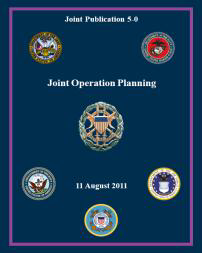 Joint Publication 5-0
Joint Operation Planning
11 August 2011